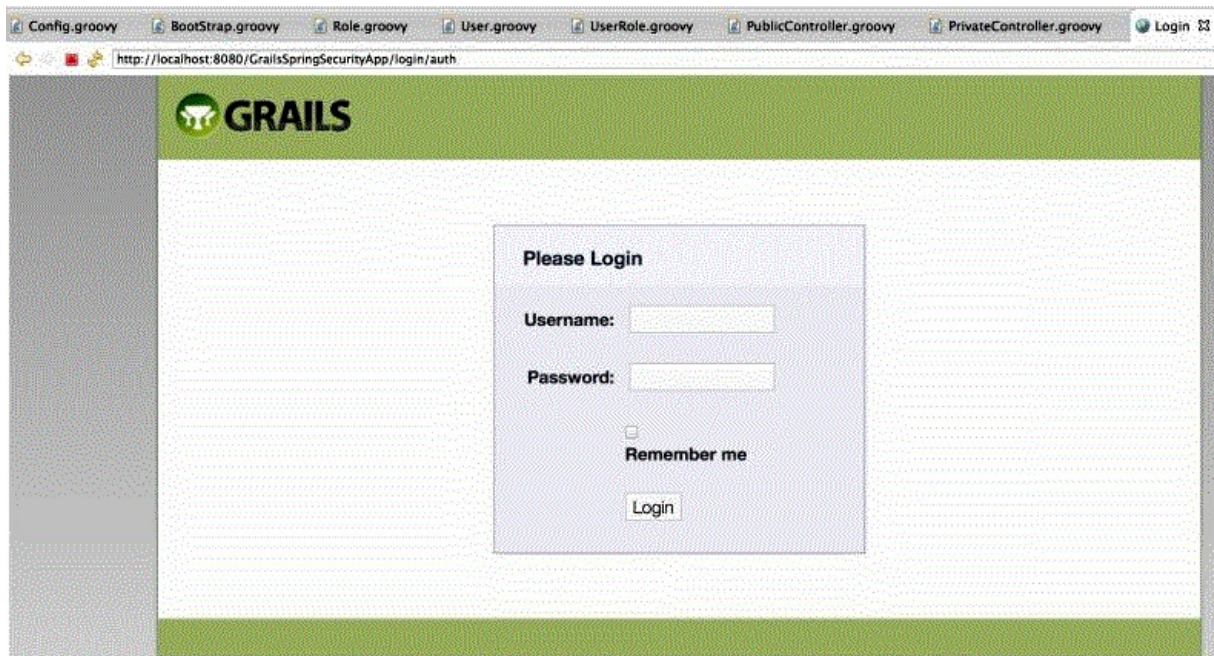 Config.groovy BootStrap.groovy Role.groovy User.groovy UserRole.groovy PublicController.groovy PrivateController.groovy Login
http://localhost:8080/GrailsSpringSecurityApp/login/auth
GRAILS
Please Login
Username:
Password:
Remember me
Login